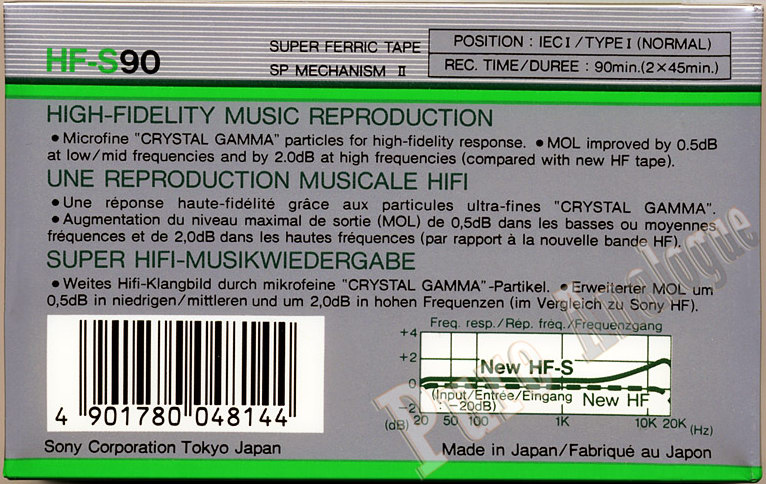 HF-S90
SUPER FERRIC TAPE
SP MECHANISM II
POSITION : IEC I / TYPE I (NORMAL)
REC. TIME/DUREE : 90min.(2×45min.)
HIGH-FIDELITY MUSIC REPRODUCTION
● Microfine "CRYSTAL GAMMA" particles for high-fidelity response. ● MOL improved by 0.5dB
at low/mid frequencies and by 2.0dB at high frequencies (compared with new HF tape).
UNE REPRODUCTION MUSICALE HIFI
● Une réponse haute-fidélité grâce aux particules ultra-fines "CRYSTAL GAMMA".
● Augmentation du niveau maximal de sortie (MOL) de 0,5dB dans les basses ou moyennes
fréquences et de 2,0dB dans les hautes fréquences (par rapport à la nouvelle bande HF).
SUPER HIFI-MUSIKWIEDERGABE
● Weites Hifi-Klangbild durch mikrofeine "CRYSTAL GAMMA"-Partikel. ● Erweiterter MOL um
0,5dB in niedrigen/mittleren und um 2,0dB in hohen Frequenzen (im Vergleich zu Sony HF).
Freq. resp./Rép. fréq./Frequenzgang
+4
+2
New HF-S
0
(Input/Entrée/Eingang
: -20dB)
New HF
-2
(dB) 20 50 100 1K 10K 20K (Hz)
4 901780 048144
Sony Corporation Tokyo Japan
Made in Japan/Fabriqué au Japon
Puro Analogue